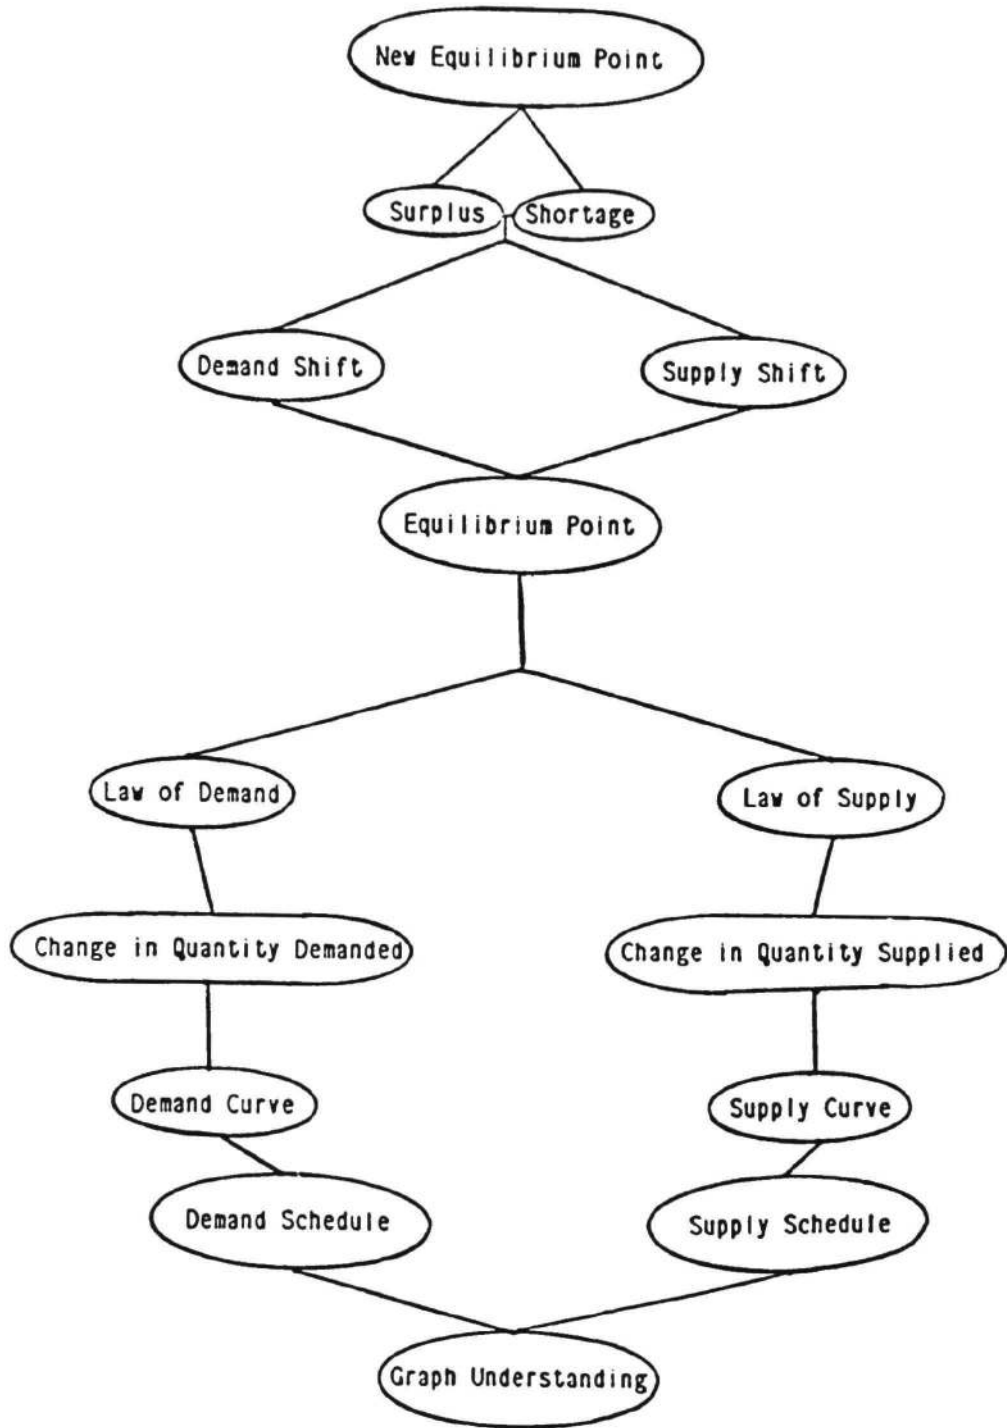 New Equilibrium Point
Surplus
Shortage
Demand Shift
Supply Shift
Equilibrium Point
Law of Demand
Law of Supply
Change in Quantity Demanded
Change in Quantity Supplied
Demand Curve
Supply Curve
Demand Schedule
Supply Schedule
Graph Understanding